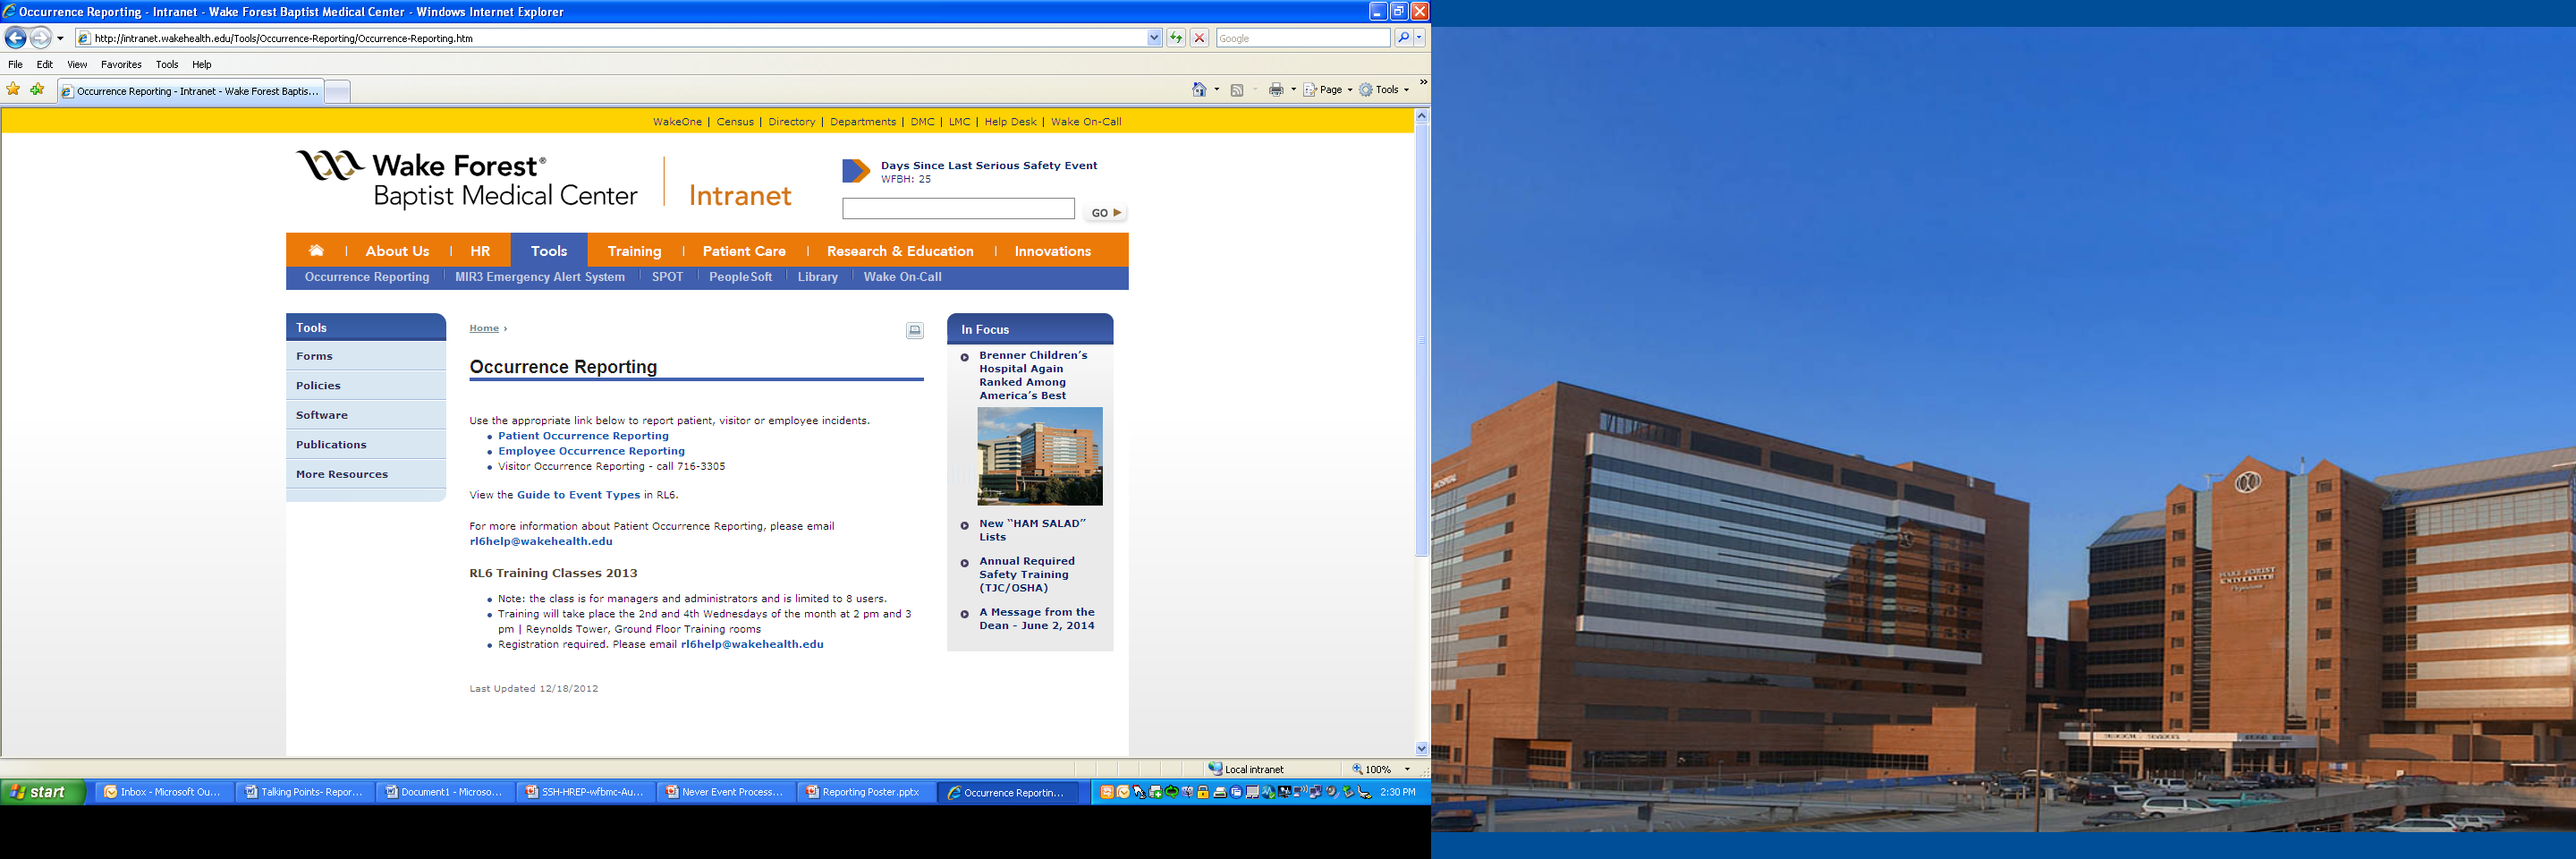 Occurrence Reporting - Intranet - Wake Forest Baptist Medical Center - Windows Internet Explorer
http://intranet.wakehealth.edu/Tools/Occurrence-Reporting/Occurrence-Reporting.htm
Google
File Edit View Favorites Tools Help
Occurrence Reporting - Intranet - Wake Forest Baptis...
Page Tools
WakeOne | Census | Directory | Departments | DMC | LMC | Help Desk | Wake On-Call
Wake Forest®
Baptist Medical Center
Intranet
Days Since Last Serious Safety Event
WFBH: 25
GO
About Us | HR Tools Training | Patient Care | Research & Education | Innovations
Occurrence Reporting MIR3 Emergency Alert System SPOT PeopleSoft Library Wake On-Call
Tools
Forms
Policies
Software
Publications
More Resources
Home ›
Occurrence Reporting
Use the appropriate link below to report patient, visitor or employee incidents.
Patient Occurrence Reporting
Employee Occurrence Reporting
Visitor Occurrence Reporting - call 716-3305
View the Guide to Event Types in RL6.
For more information about Patient Occurrence Reporting, please email
rl6help@wakehealth.edu
RL6 Training Classes 2013
Note: the class is for managers and administrators and is limited to 8 users.
Training will take place the 2nd and 4th Wednesdays of the month at 2 pm and 3
pm | Reynolds Tower, Ground Floor Training rooms
Registration required. Please email rl6help@wakehealth.edu
Last Updated 12/18/2012
In Focus
Brenner Children’s
Hospital Again
Ranked Among
America’s Best
New “HAM SALAD”
Lists
Annual Required
Safety Training
(TJC/OSHA)
A Message from the
Dean - June 2, 2014
Local intranet
100%
start
Inbox - Microsoft Ou...
Talking Points- Repor...
Document1 - Microso...
SSH-HREP-wfbmc-Au...
Never Event Process...
Reporting Poster.pptx
Occurrence Reportin...
2:30 PM
HOSPITAL
WAKE FOREST
UNIVERSITY